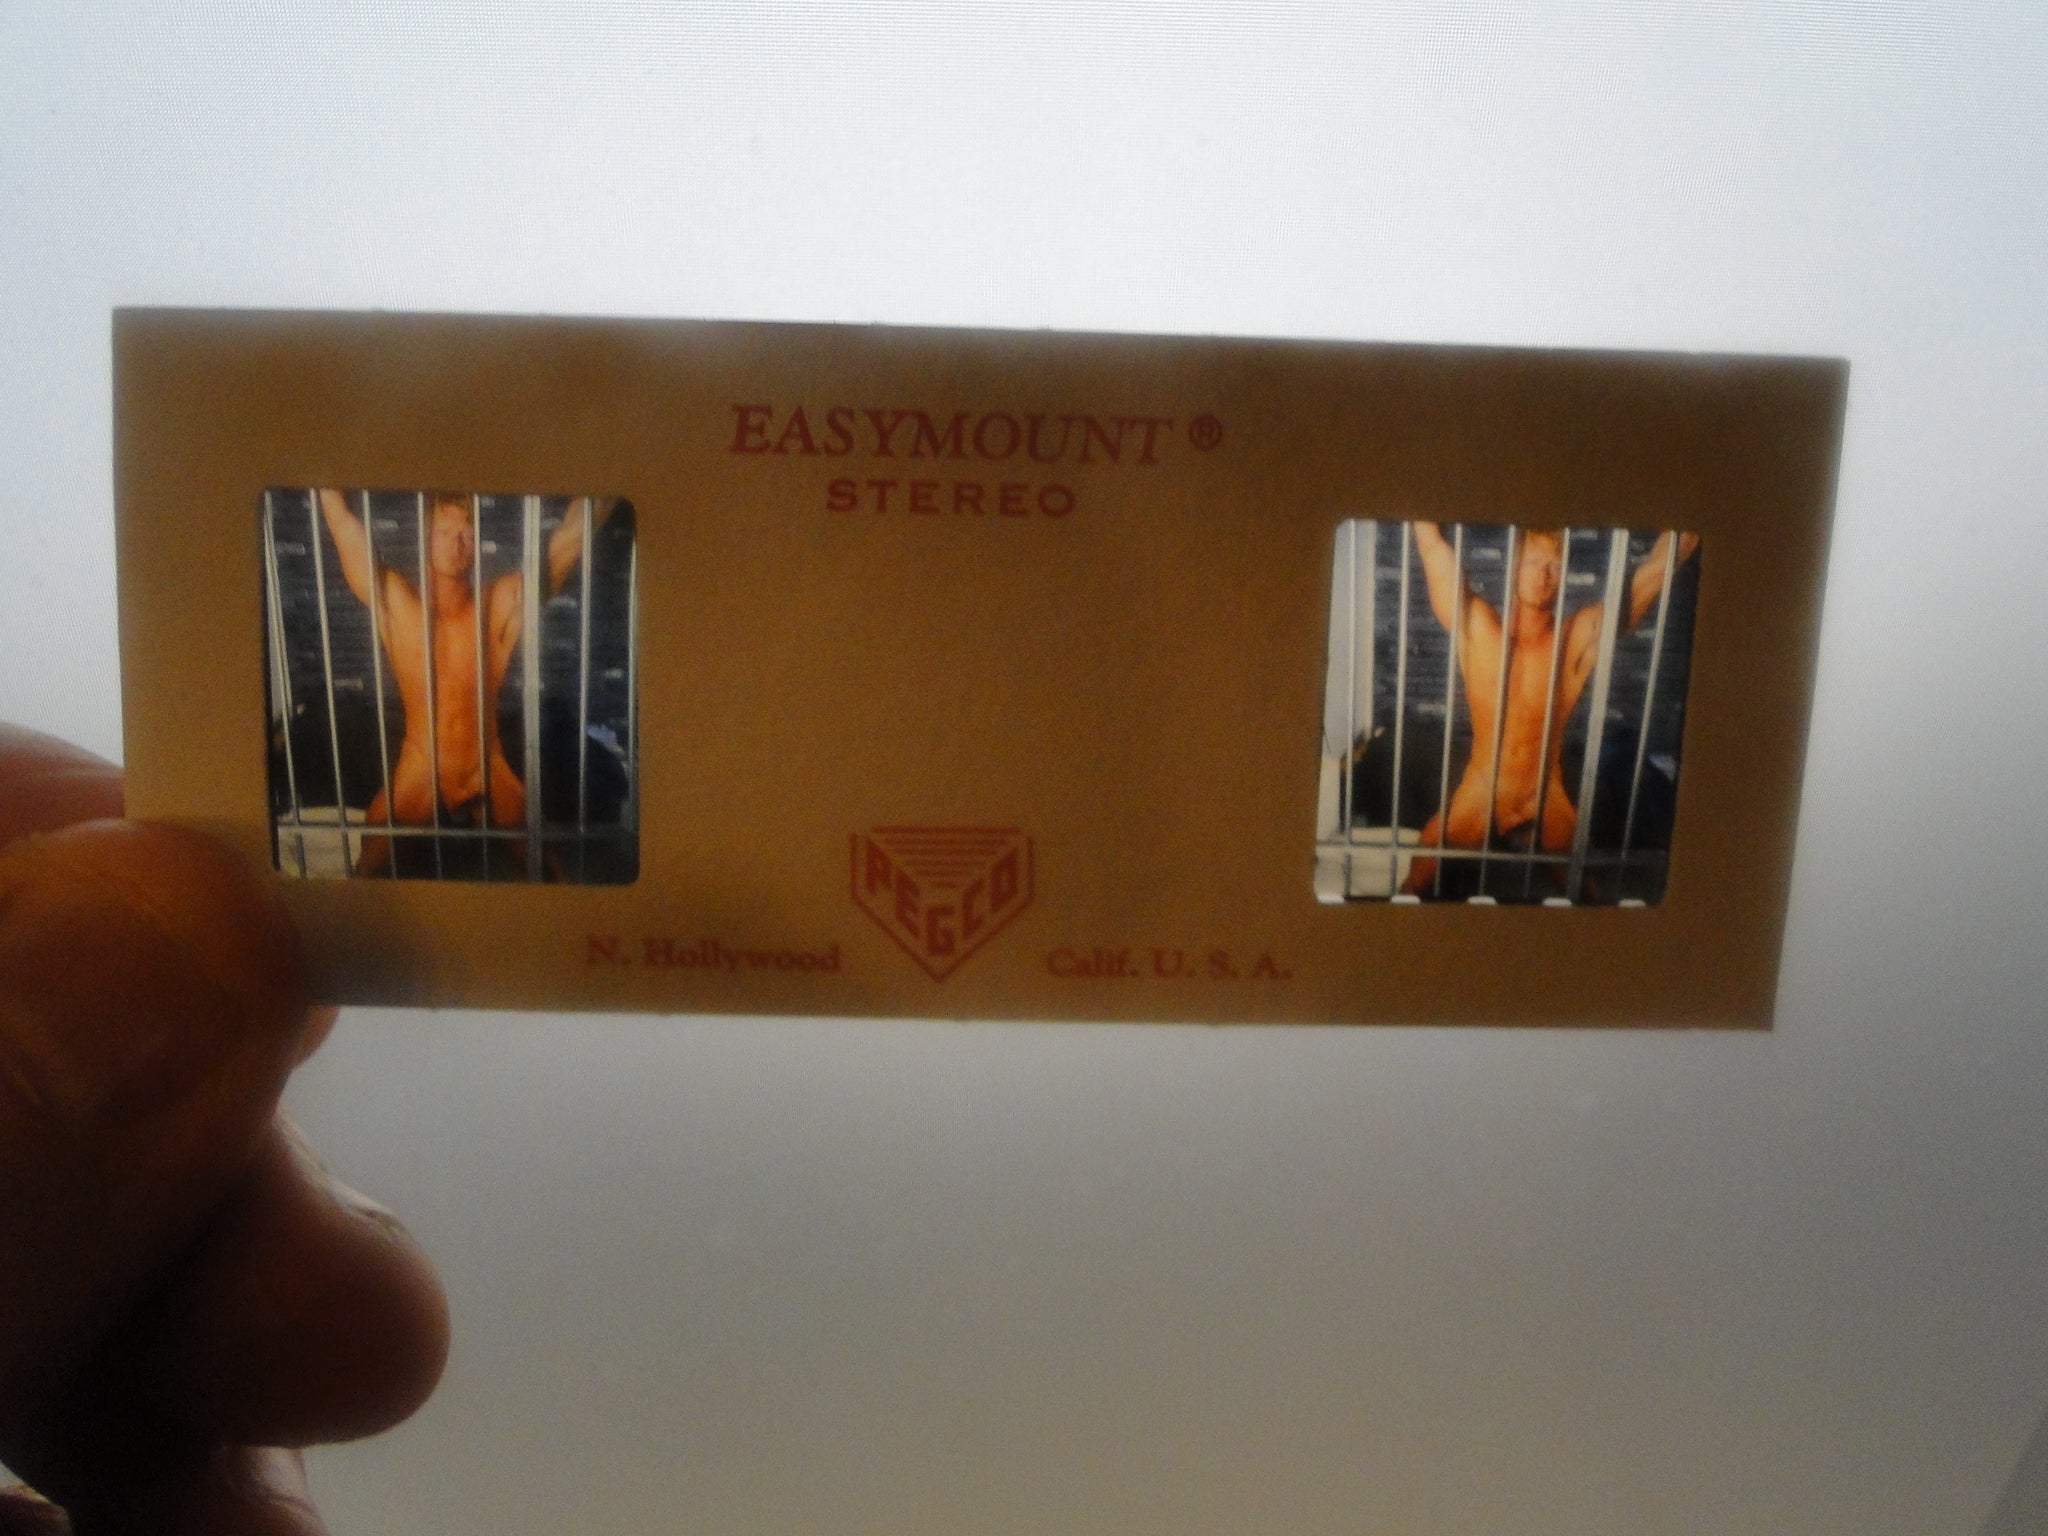 EASYMOUNT ®
STEREO
PEGCO
N. Hollywood Calif. U. S. A.